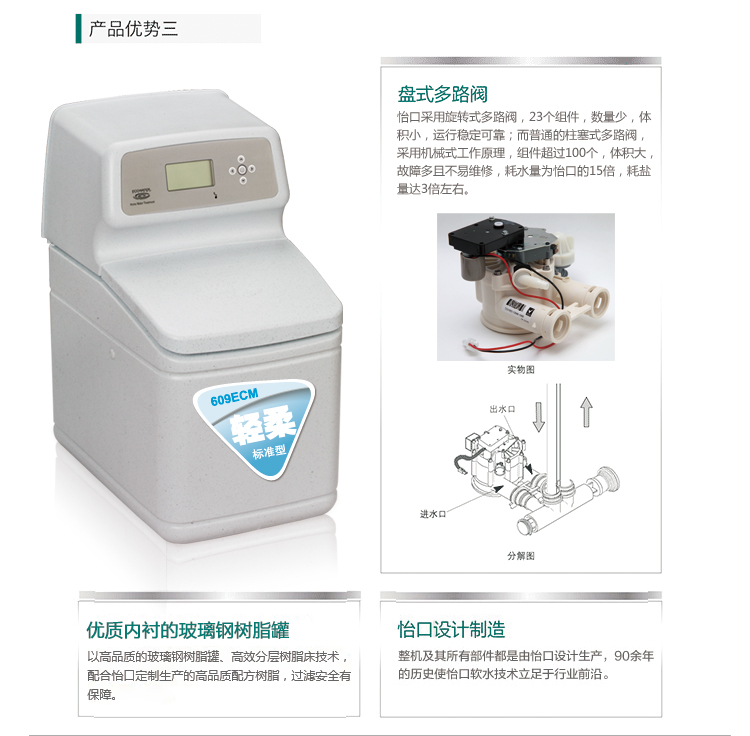 产品优势三
盘式多路阀
怡口采用旋转式多路阀，23个组件，数量少，体
积小，运行稳定可靠；而普通的柱塞式多路阀，
采用机械式工作原理，组件超过100个，体积大，
故障多且不易维修，耗水量为怡口的15倍，耗盐
量达3倍左右。
实物图
出水口
进水口
分解图
609ECM
轻柔
标准型
优质内衬的玻璃钢树脂罐
以高品质的玻璃钢树脂罐、高效分层树脂床技术，
配合怡口定制生产的高品质配方树脂，过滤安全有
保障。
怡口设计制造
整机及其所有部件都是由怡口设计生产，90余年
的历史使怡口软水技术立足于行业前沿。